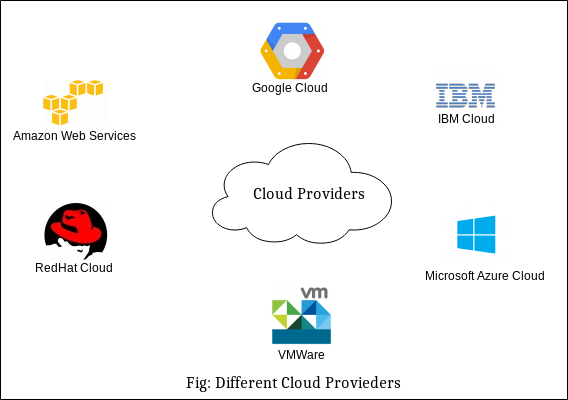 Google Cloud
IBM
IBM Cloud
Amazon Web Services
Cloud Providers
RedHat Cloud
Microsoft Azure Cloud
vm
VMWare
Fig: Different Cloud Provieders